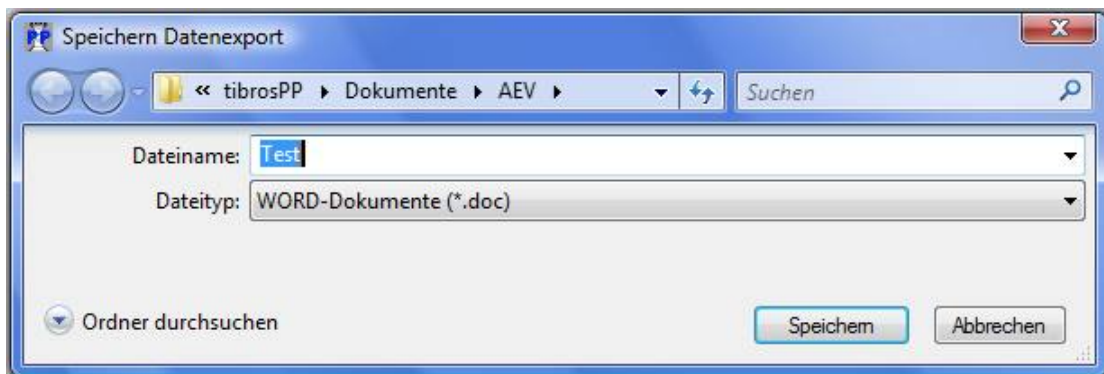 PP Speichern Datenexport
« tibrosPP ▸ Dokumente ▸ AEV ▸ Suchen
Dateiname: Test
Dateityp: WORD-Dokumente (*.doc)
Ordner durchsuchen Speichern Abbrechen